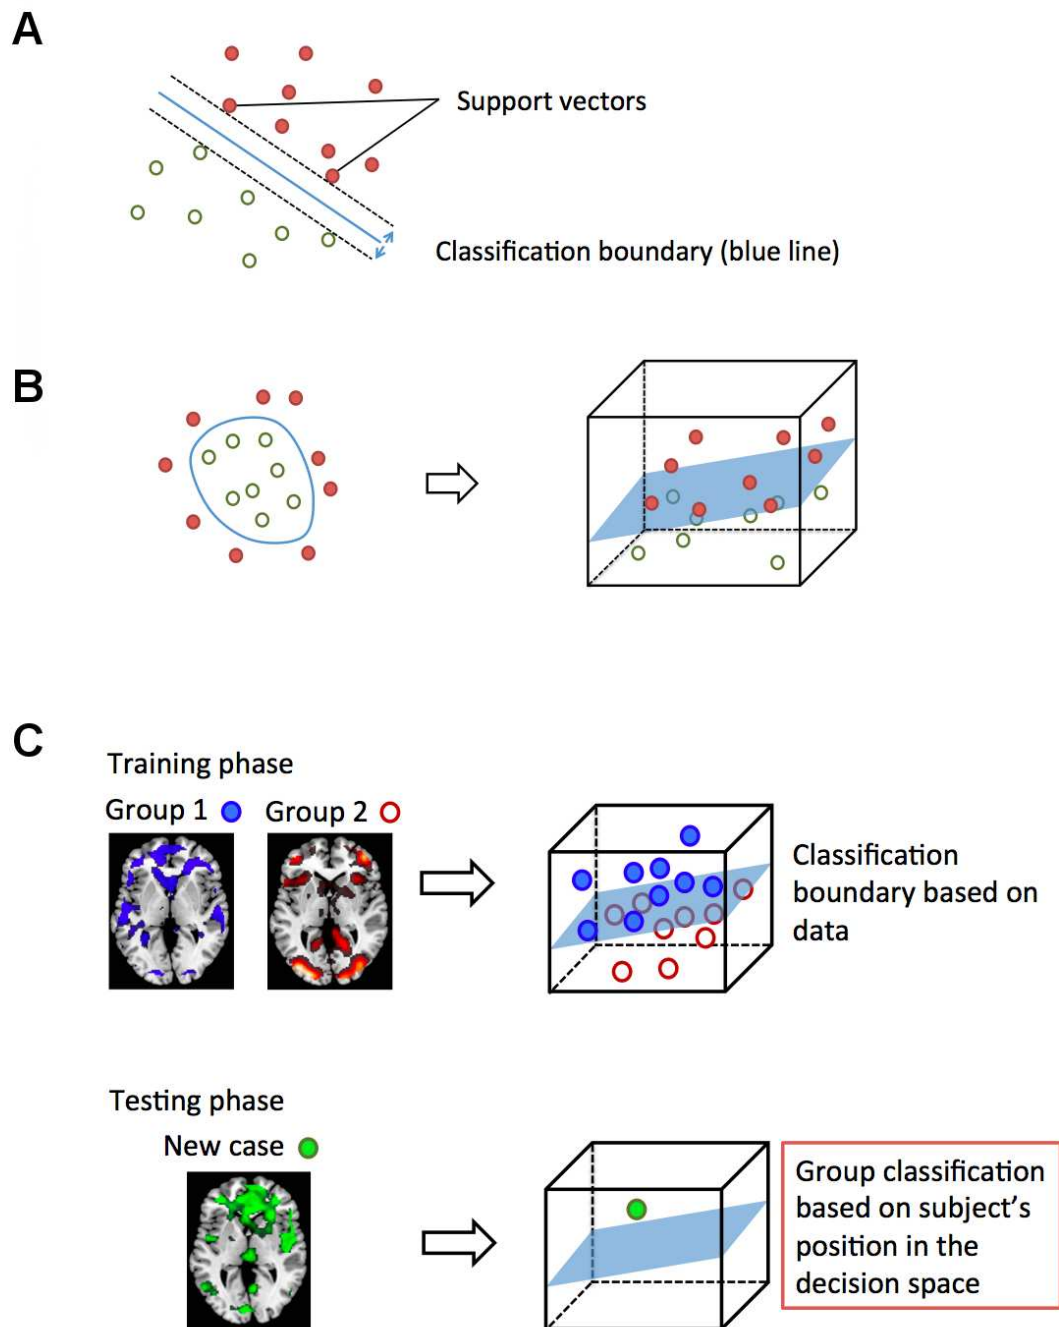 A
Support vectors
Classification boundary (blue line)
B
C
Training phase
Group 1
Group 2
Classification
boundary based on
data
Testing phase
New case
Group classification
based on subject's
position in the
decision space